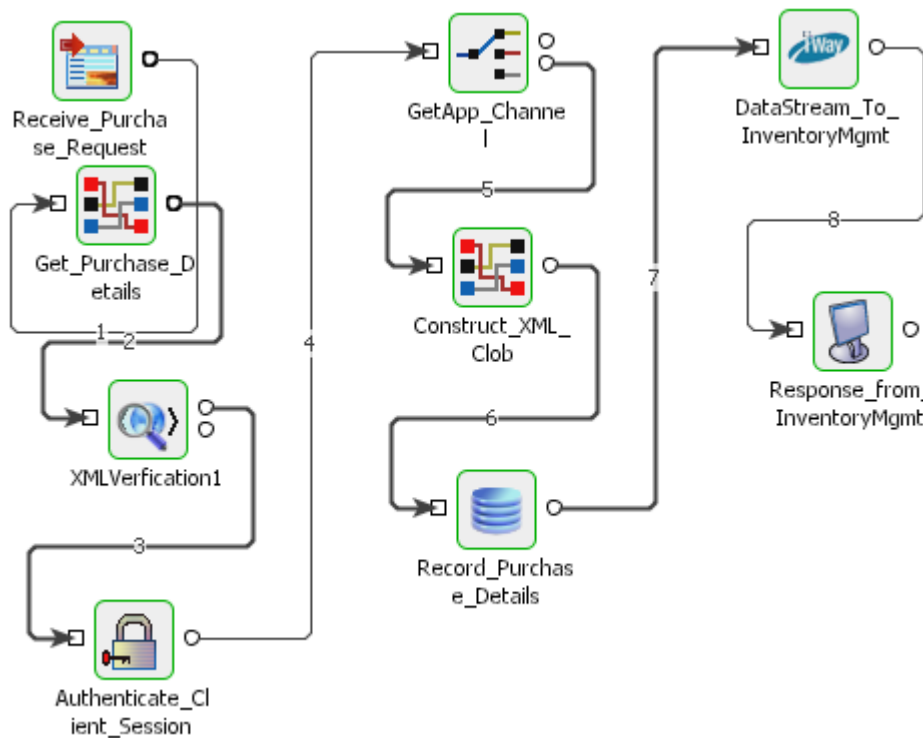 Receive_Purcha
se_Request
Get_Purchase_D
etails
1
2
XMLVerfication1
3
Authenticate_Cl
ient_Session
4
GetApp_Channe
l
5
Construct_XML_
Clob
6
Record_Purchas
e_Details
7
iWay
DataStream_To_
InventoryMgmt
8
Response_from_
InventoryMgmt